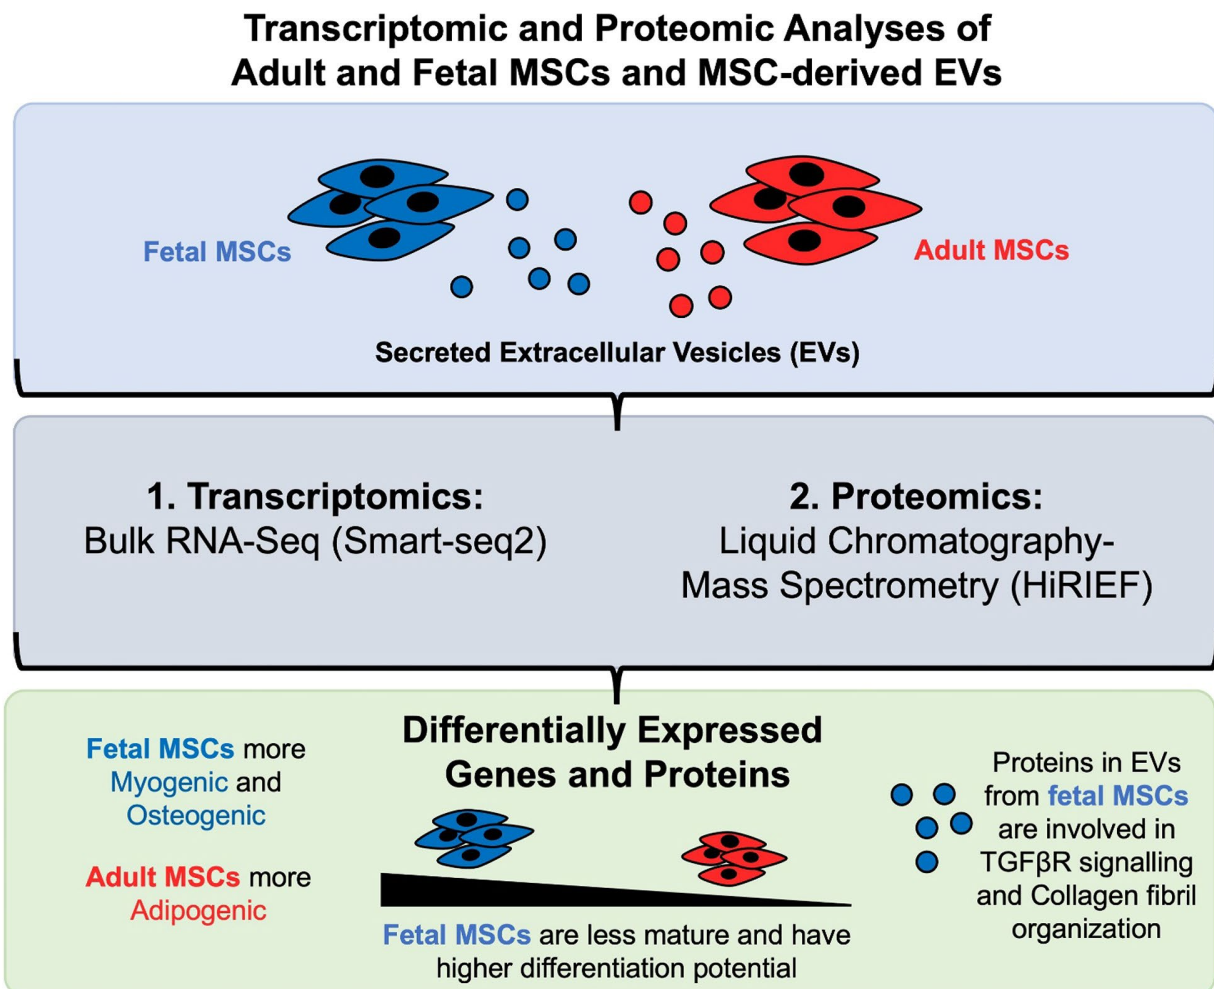 Transcriptomic and Proteomic Analyses of
Adult and Fetal MSCs and MSC-derived EVs
Fetal MSCs
Adult MSCs
Secreted Extracellular Vesicles (EVs)
1. Transcriptomics:
Bulk RNA-Seq (Smart-seq2)
2. Proteomics:
Liquid Chromatography-
Mass Spectrometry (HiRIEF)
Differentially Expressed
Genes and Proteins
Fetal MSCs more
Myogenic and
Osteogenic
Adult MSCs more
Adipogenic
Fetal MSCs are less mature and have
higher differentiation potential
Proteins in EVs
from fetal MSCs
are involved in
TGFβR signalling
and Collagen fibril
organization